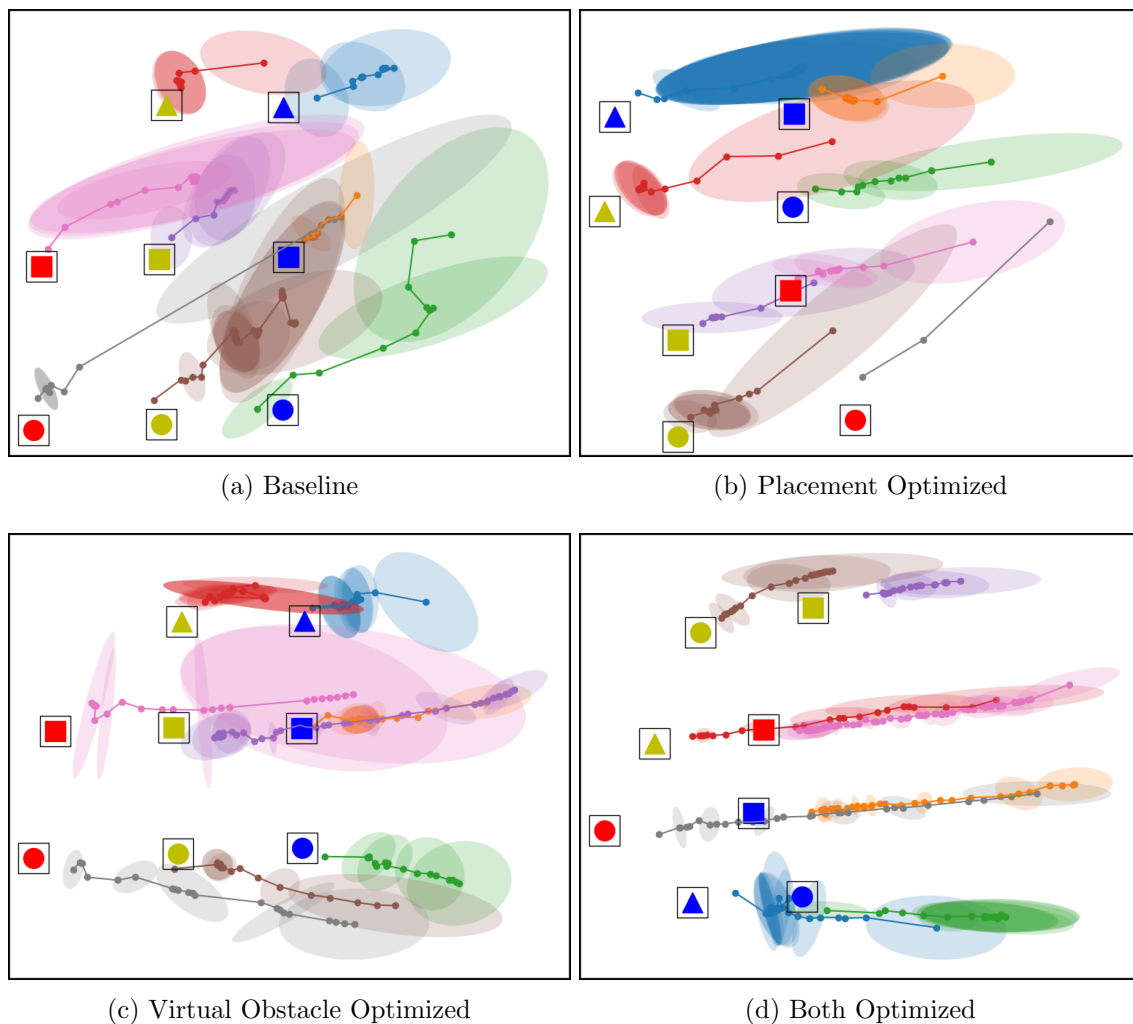 (a) Baseline
(b) Placement Optimized
(c) Virtual Obstacle Optimized
(d) Both Optimized